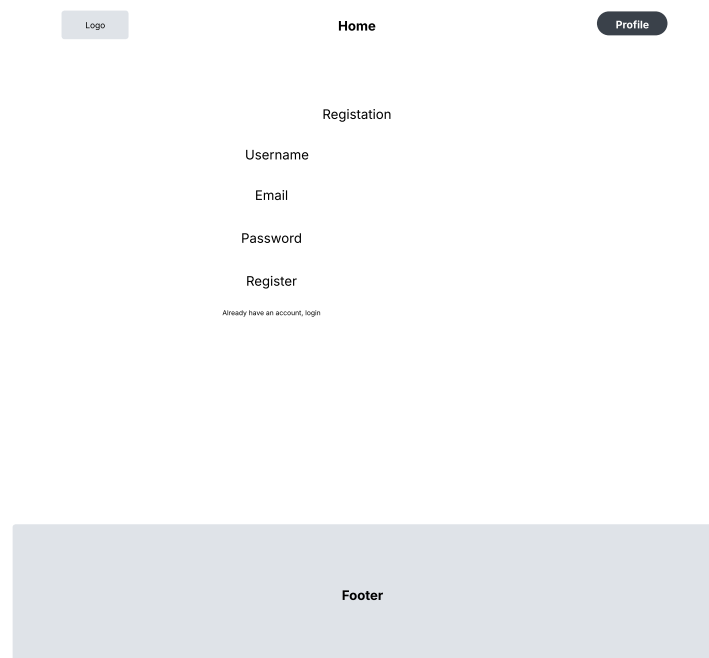 Logo
Home
Profile
Registation
Username
Email
Password
Register
Already have an account, login
Footer